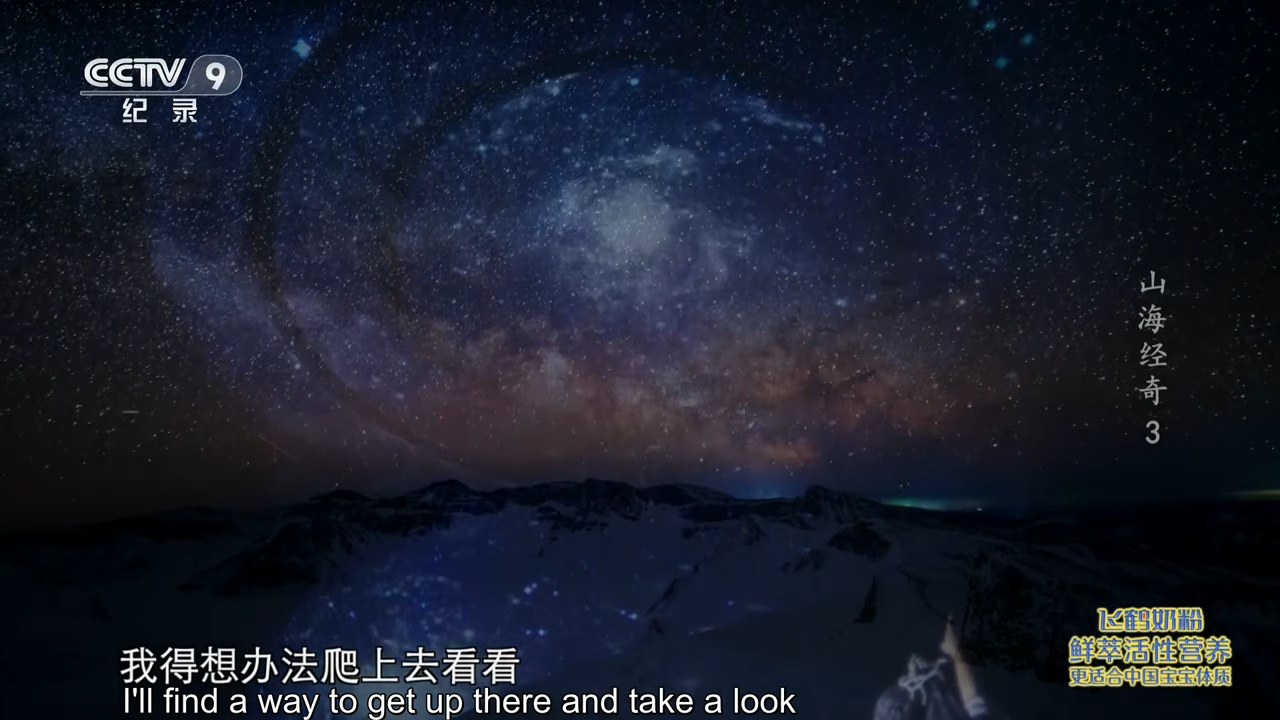 CCTV 9
纪录
山海经奇3
飞鹤奶粉
鲜萃活性营养
更适合中国宝宝体质
我得想办法爬上去看看
I'll find a way to get up there and take a look